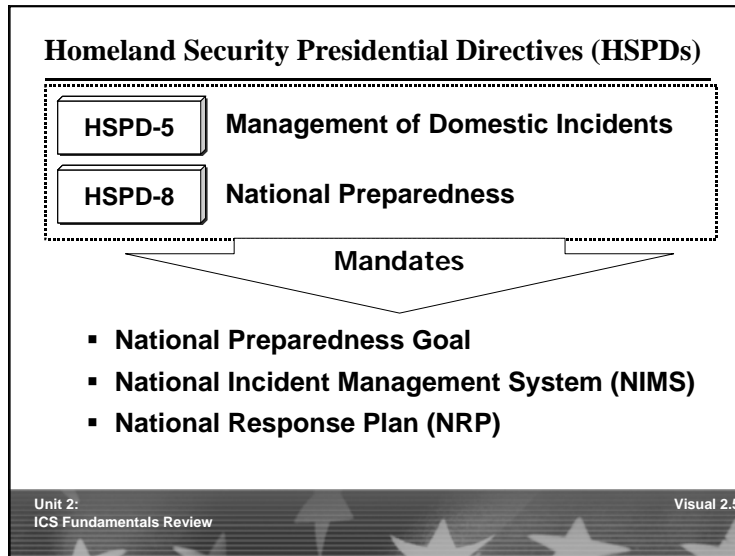 Homeland Security Presidential Directives (HSPDs)
HSPD-5 Management of Domestic Incidents
HSPD-8 National Preparedness
Mandates
▪ National Preparedness Goal
▪ National Incident Management System (NIMS)
▪ National Response Plan (NRP)
Unit 2: Visual 2.5
ICS Fundamentals Review